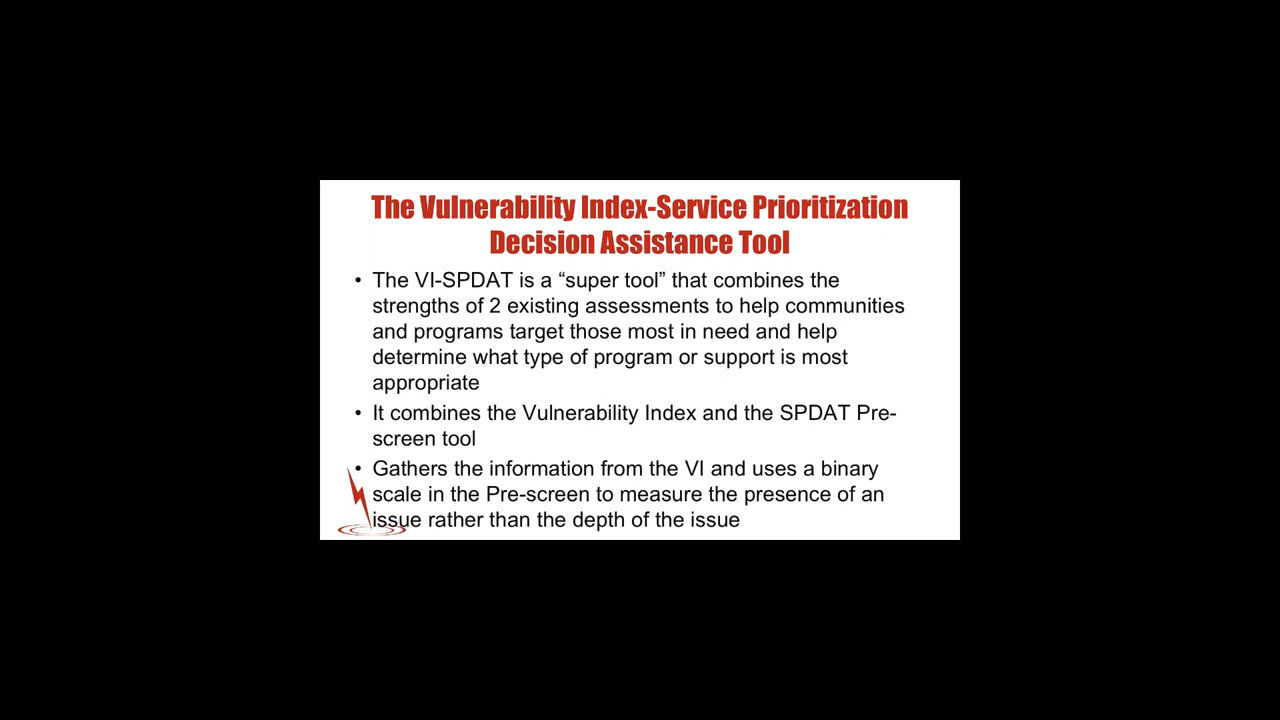 The Vulnerability Index-Service Prioritization
Decision Assistance Tool
• The VI-SPDAT is a “super tool” that combines the
strengths of 2 existing assessments to help communities
and programs target those most in need and help
determine what type of program or support is most
appropriate
• It combines the Vulnerability Index and the SPDAT Pre-
screen tool
• Gathers the information from the VI and uses a binary
scale in the Pre-screen to measure the presence of an
issue rather than the depth of the issue